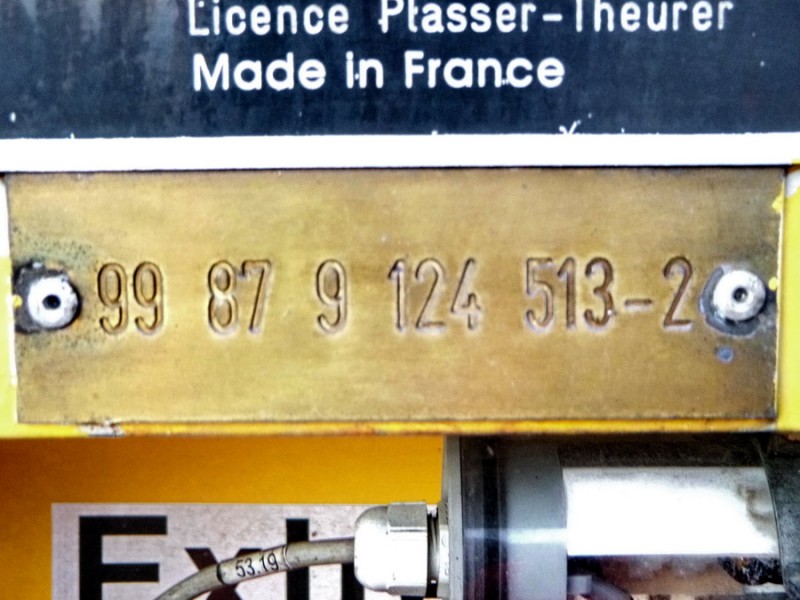 Licence Plasser-Theurer
Made in France
99 87 9 124 513-2
53.19